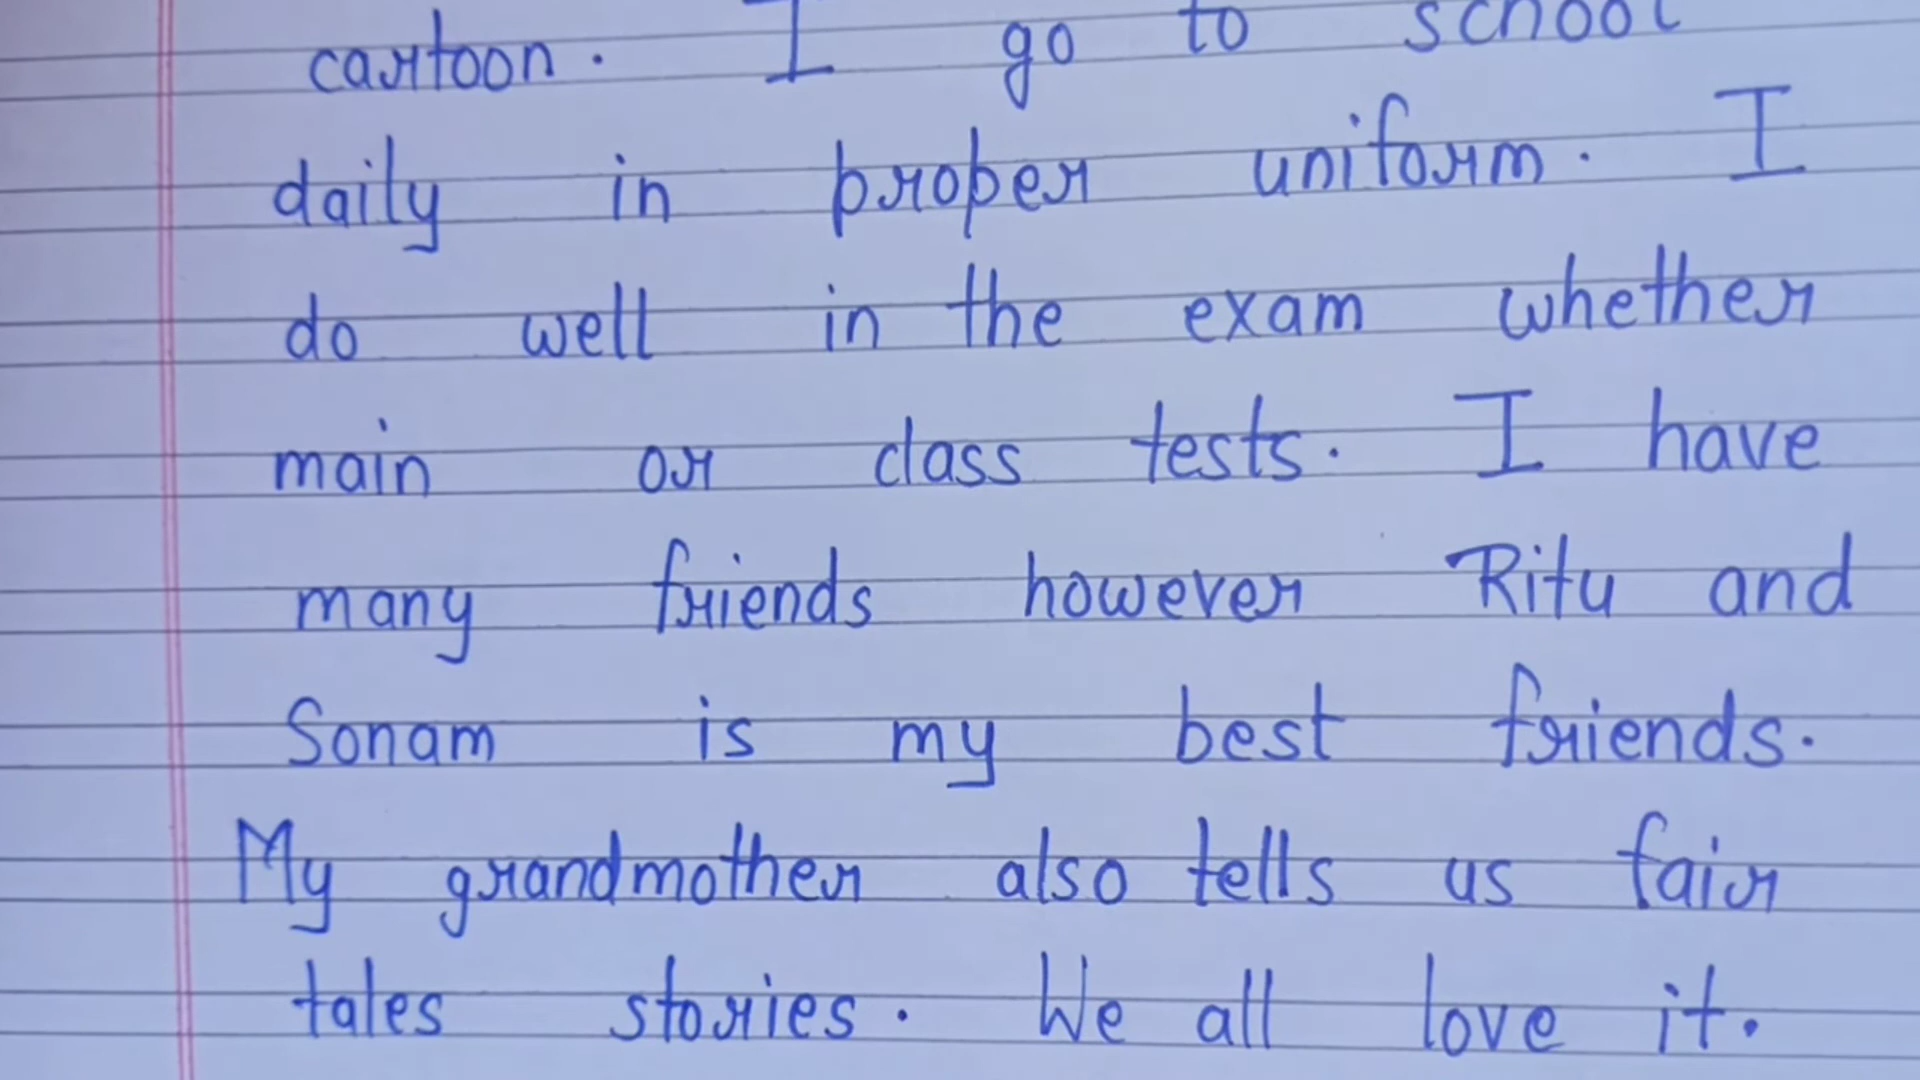 cartoon. I go to school
daily in proper uniform. I
do well in the exam whether
main or class tests. I have
many friends however Ritu and
Sonam is my best friends.
My grandmother also tells us fair
tales stories. We all love it.